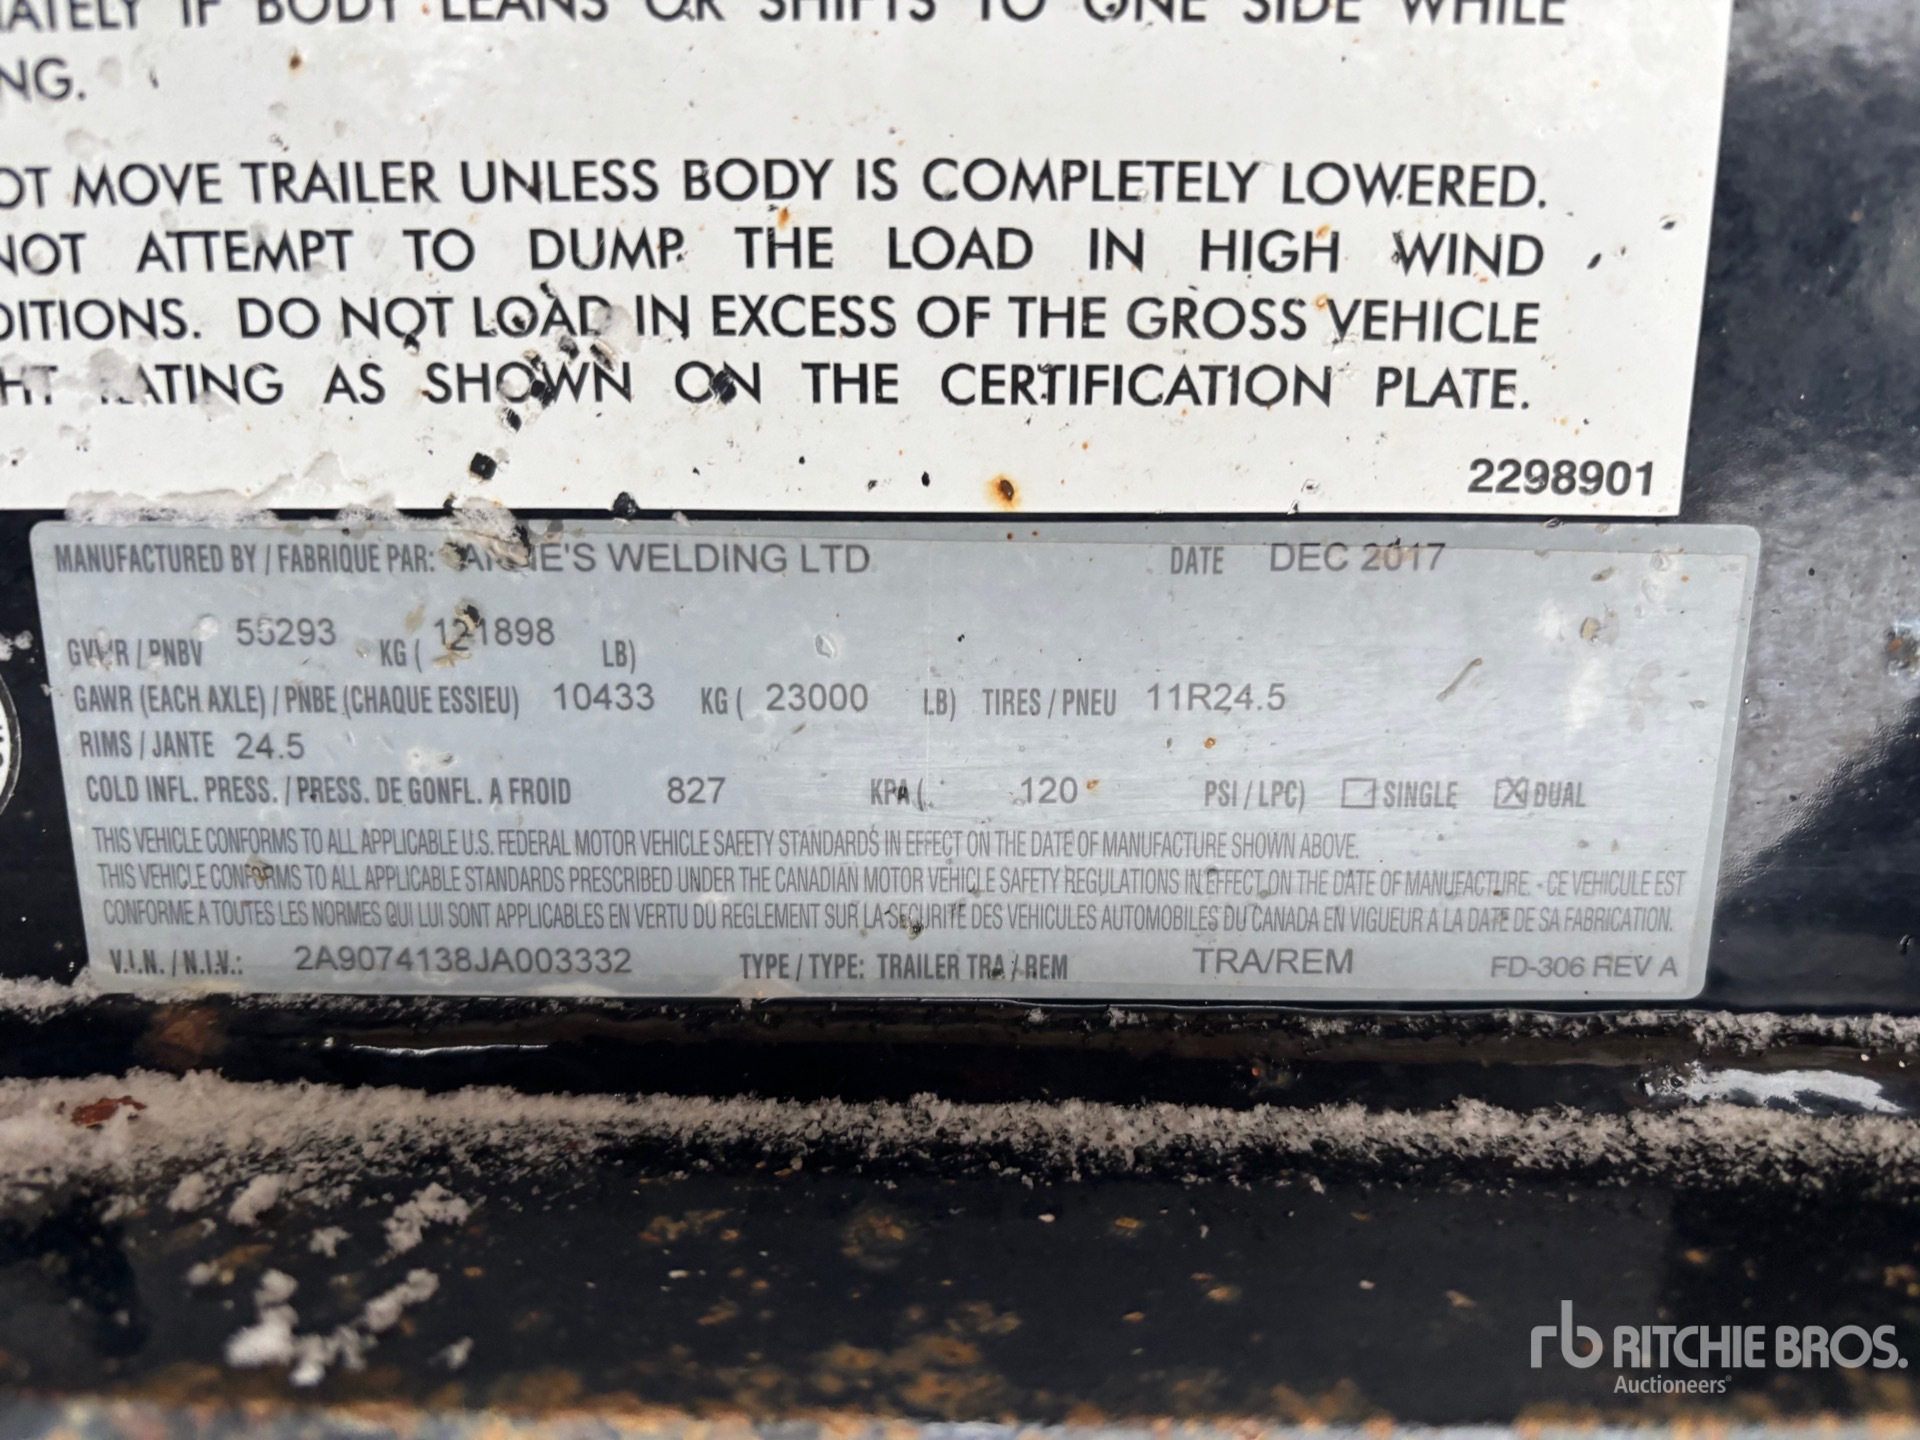 IATELY IF BODY LEANS OR SHIFTS TO ONE SIDE WHILE
NG.
OT MOVE TRAILER UNLESS BODY IS COMPLETELY LOWERED.
NOT ATTEMPT TO DUMP THE LOAD IN HIGH WIND
DITIONS. DO NOT LOAD IN EXCESS OF THE GROSS VEHICLE
HT RATING AS SHOWN ON THE CERTIFICATION PLATE.
2298901
MANUFACTURED BY / FABRIQUE PAR: WELDING LTD DATE DEC 2017
GVWR / PNBV 55293 KG ( 121898 LB)
GAWR (EACH AXLE) / PNBE (CHAQUE ESSIEU) 10433 KG ( 23000 LB) TIRES / PNEU 11R24.5
RIMS / JANTE 24.5
COLD INFL. PRESS. / PRESS. DE GONFL. A FROID 827 KPA ( 120 PSI / LPC) SINGLE DUAL
THIS VEHICLE CONFORMS TO ALL APPLICABLE U.S. FEDERAL MOTOR VEHICLE SAFETY STANDARDS IN EFFECT ON THE DATE OF MANUFACTURE SHOWN ABOVE.
THIS VEHICLE CONFORMS TO ALL APPLICABLE STANDARDS PRESCRIBED UNDER THE CANADIAN MOTOR VEHICLE SAFETY REGULATIONS IN EFFECT ON THE DATE OF MANUFACTURE. - CE VEHICULE EST
CONFORME A TOUTES LES NORMES QUI LUI SONT APPLICABLES EN VERTU DU REGLEMENT SUR LA SECURITE DES VEHICULES AUTOMOBILES DU CANADA EN VIGUEUR A LA DATE DE SA FABRICATION.
V.I.N. / N.I.V.: 2A9074138JA003332 TYPE / TYPE: TRAILER TRA / REM TRA/REM FD-306 REV A
rb RITCHIE BROS.
Auctioneers